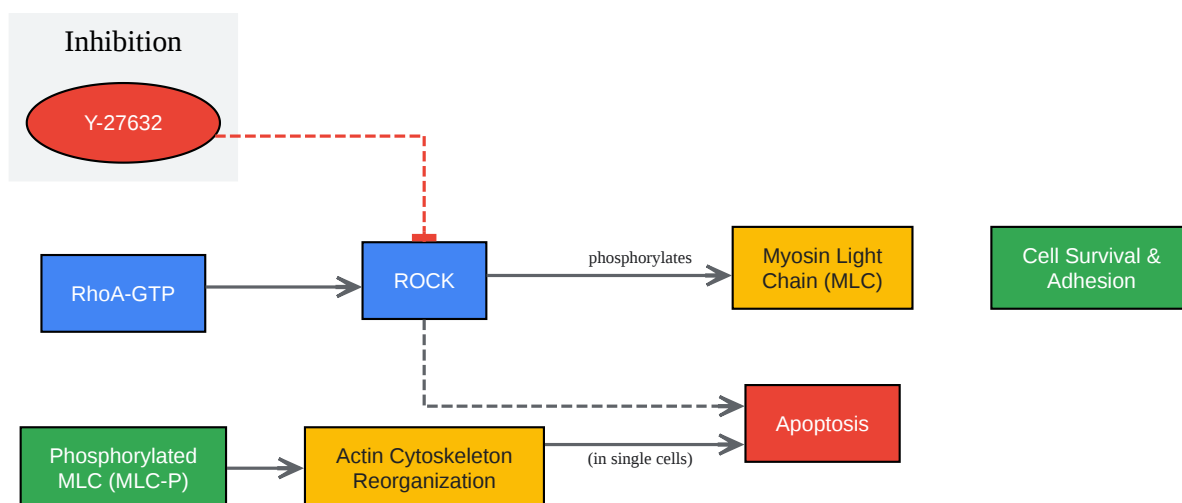 Inhibition
Y-27632
RhoA-GTP
ROCK
phosphorylates
Myosin Light
Chain (MLC)
Cell Survival &
Adhesion
Phosphorylated
MLC (MLC-P)
Actin Cytoskeleton
Reorganization
(in single cells)
Apoptosis